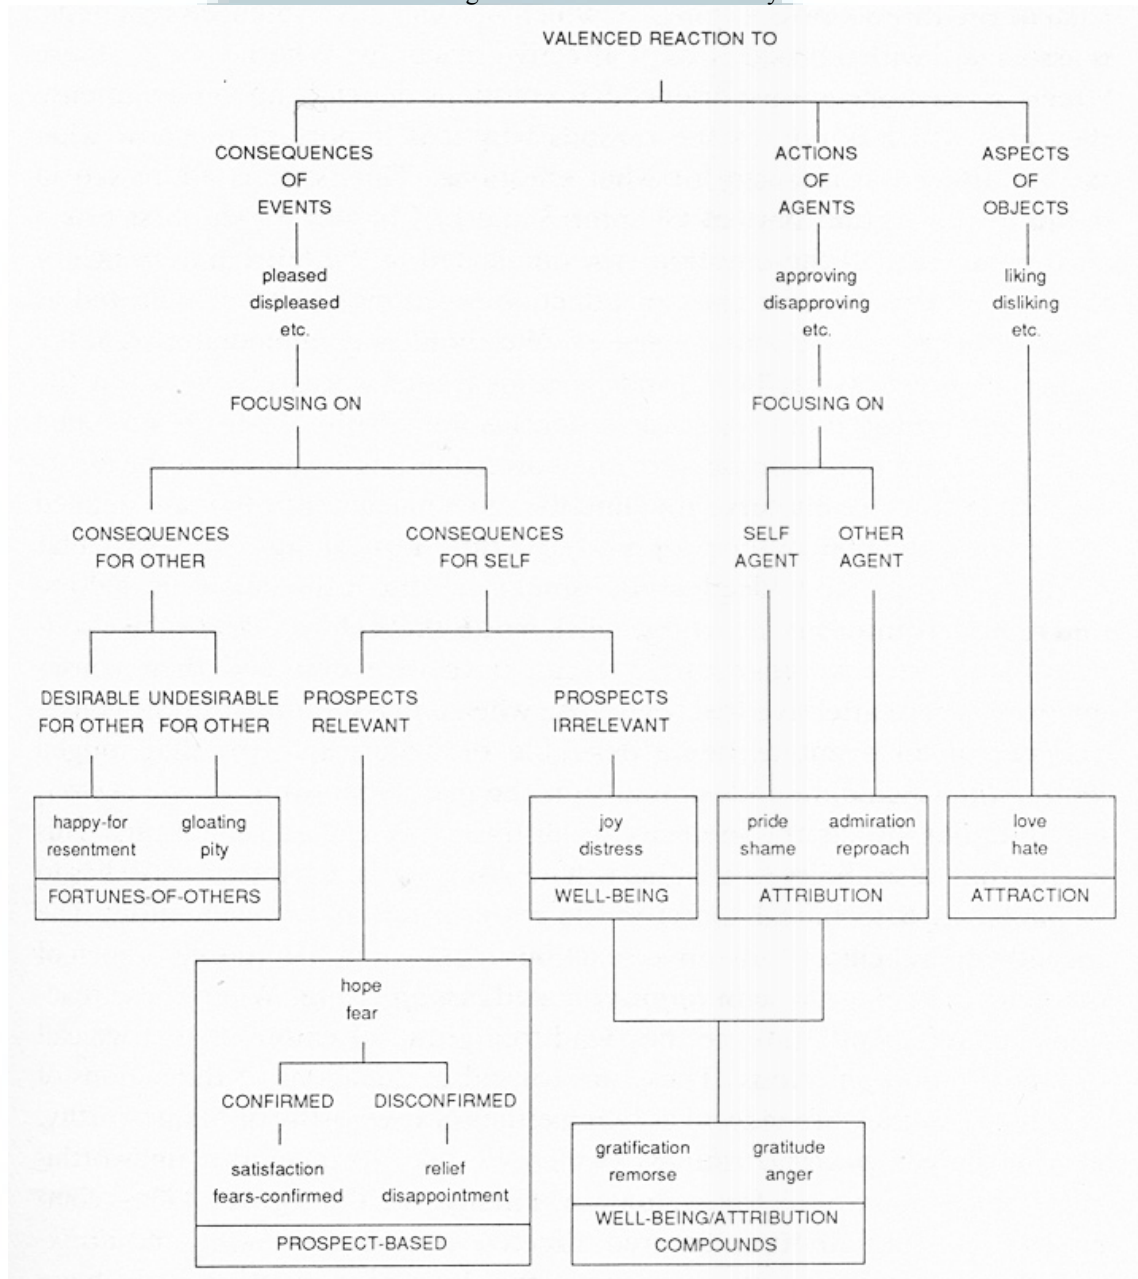 VALENCED REACTION TO
CONSEQUENCES
OF
EVENTS
ACTIONS
OF
AGENTS
ASPECTS
OF
OBJECTS
pleased
displeased
etc.
approving
disapproving
etc.
liking
disliking
etc.
FOCUSING ON
FOCUSING ON
CONSEQUENCES
FOR OTHER
CONSEQUENCES
FOR SELF
SELF
AGENT
OTHER
AGENT
DESIRABLE
FOR OTHER
UNDESIRABLE
FOR OTHER
PROSPECTS
RELEVANT
PROSPECTS
IRRELEVANT
happy-for
resentment
gloating
pity
FORTUNES-OF-OTHERS
joy
distress
WELL-BEING
pride
shame
admiration
reproach
ATTRIBUTION
love
hate
ATTRACTION
hope
fear
CONFIRMED
DISCONFIRMED
satisfaction
fears-confirmed
relief
disappointment
PROSPECT-BASED
gratification
remorse
gratitude
anger
WELL-BEING/ATTRIBUTION
COMPOUNDS